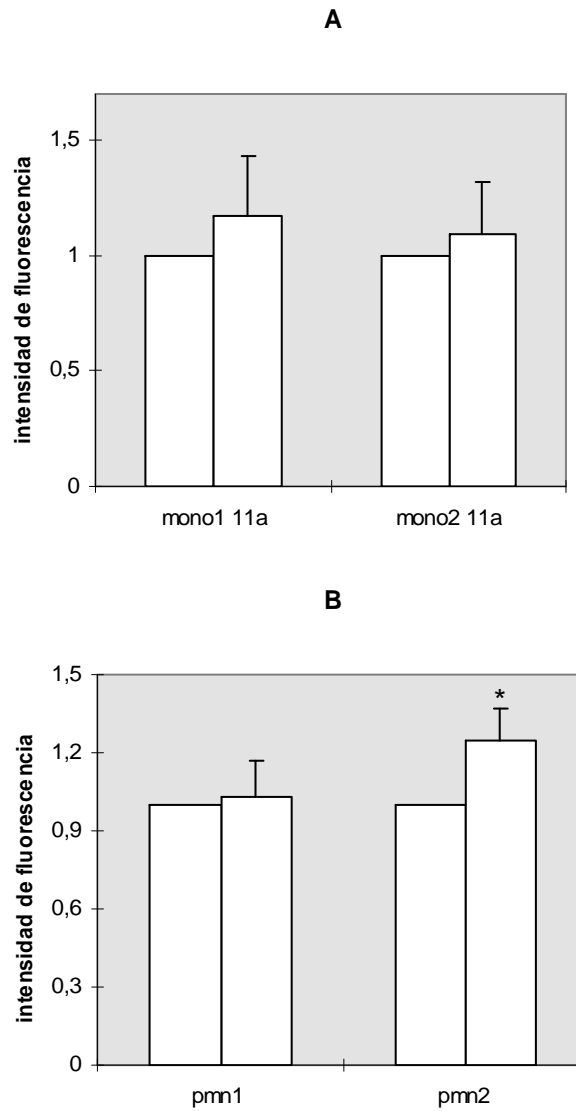 A
intensidad de fluorescencia
1,5
1
0,5
0
mono1 11a mono2 11a
B
intensidad de fluorescencia
1,5
*
1,2
0,9
0,6
0,3
0
pmn1 pmn2